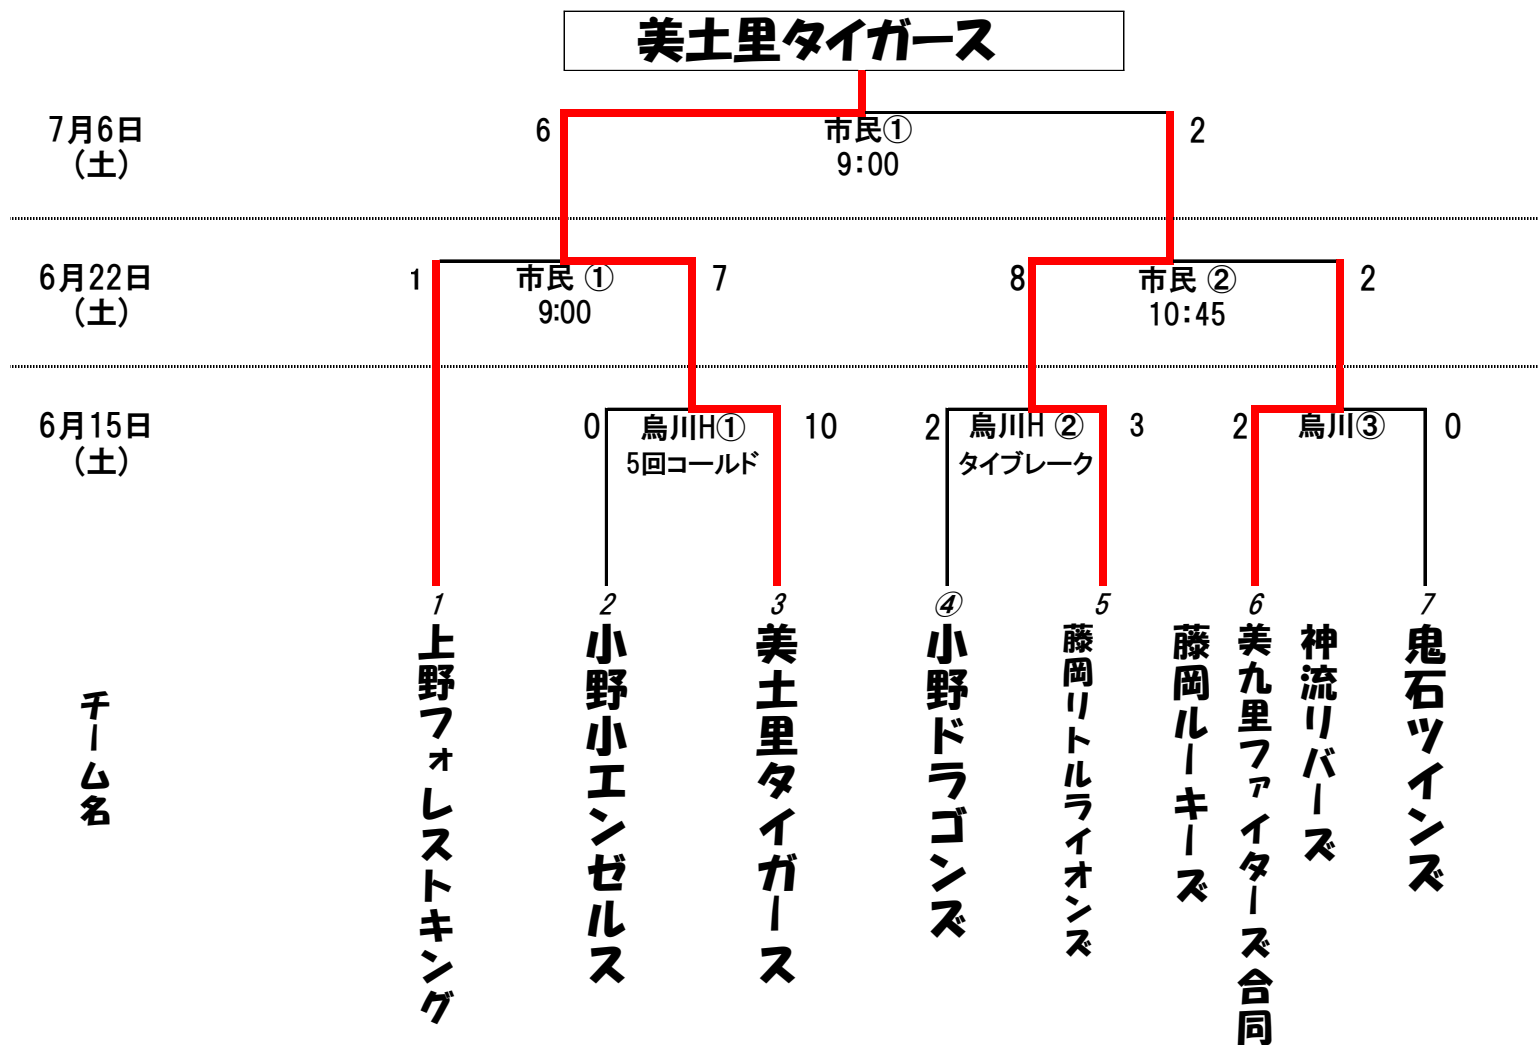 美土里タイガース
7月6日
(土)
6
市民①
9:00
2
6月22日
(土)
1
市民 ①
9:00
7
8
市民 ②
10:45
2
6月15日
(土)
0
烏川H①
5回コールド
10
2
烏川H ②
タイブレーク
3
2
烏川③
0
チーム名
1
上野フォレストキング
2
小野小エンゼルス
3
美土里タイガース
④
小野ドラゴンズ
5
藤岡リトルライオンズ
6
藤岡ルーキーズ
美九里ファイターズ合同
神流リバーズ
7
鬼石ツインズ